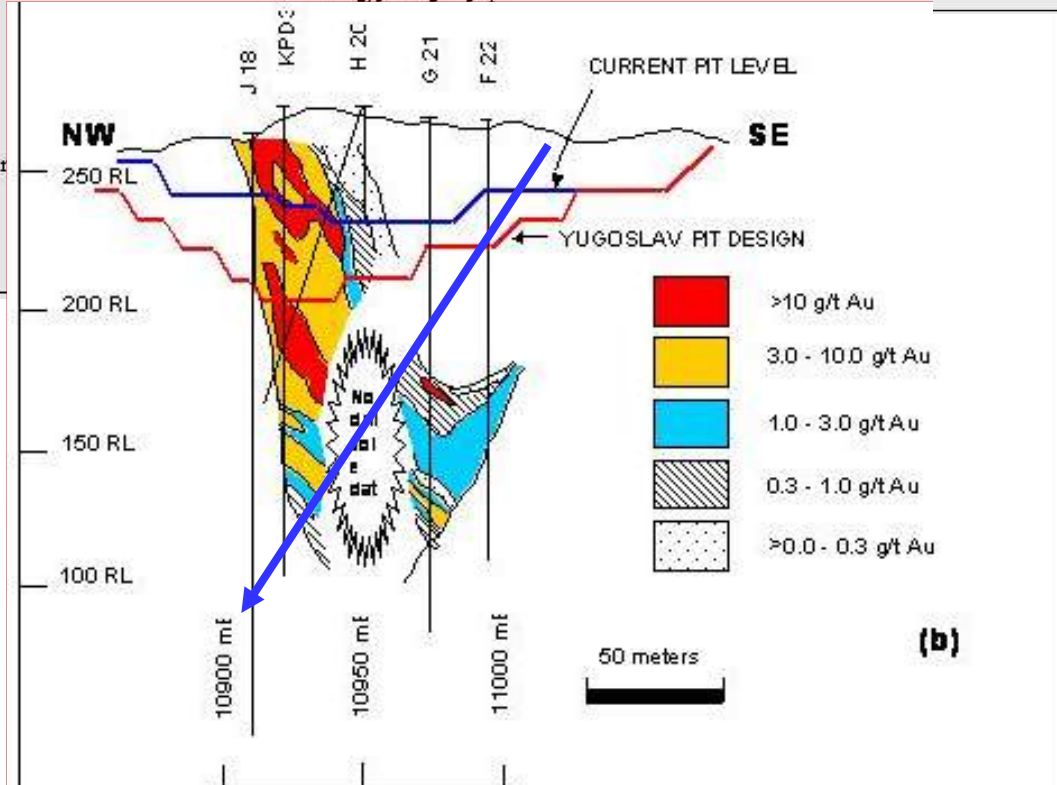 J 18
KPD3
H 20
G 21
F 22
CURRENT PIT LEVEL
NW
SE
250 RL
YUGOSLAV PIT DESIGN
200 RL
>10 g/t Au
3.0 - 10.0 g/t Au
1.0 - 3.0 g/t Au
0.3 - 1.0 g/t Au
>0.0 - 0.3 g/t Au
No
dat
150 RL
100 RL
10900 mE
10950 mE
11000 mE
50 meters
(b)